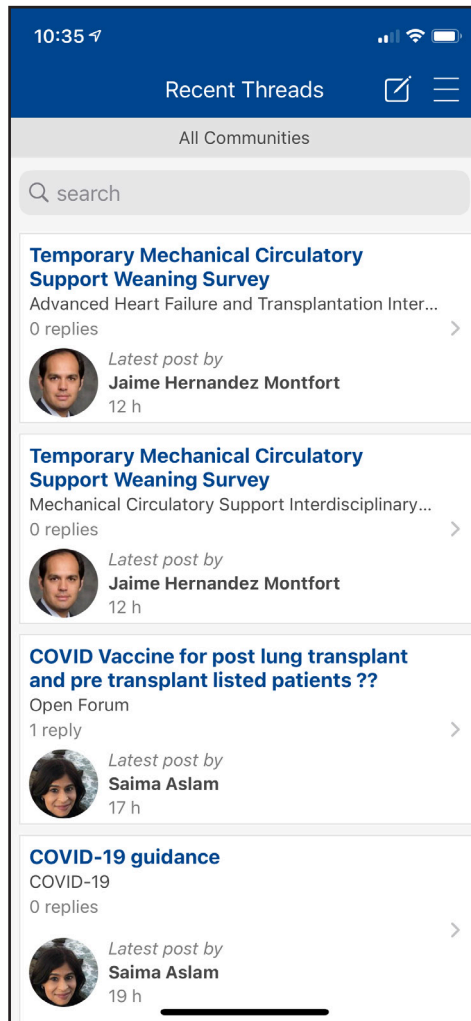 10:35
Recent Threads
All Communities
search
Temporary Mechanical Circulatory
Support Weaning Survey
Advanced Heart Failure and Transplantation Inter...
0 replies
Latest post by
Jaime Hernandez Montfort
12 h
Temporary Mechanical Circulatory
Support Weaning Survey
Mechanical Circulatory Support Interdisciplinary...
0 replies
Latest post by
Jaime Hernandez Montfort
12 h
COVID Vaccine for post lung transplant
and pre transplant listed patients ??
Open Forum
1 reply
Latest post by
Saima Aslam
17 h
COVID-19 guidance
COVID-19
0 replies
Latest post by
Saima Aslam
19 h